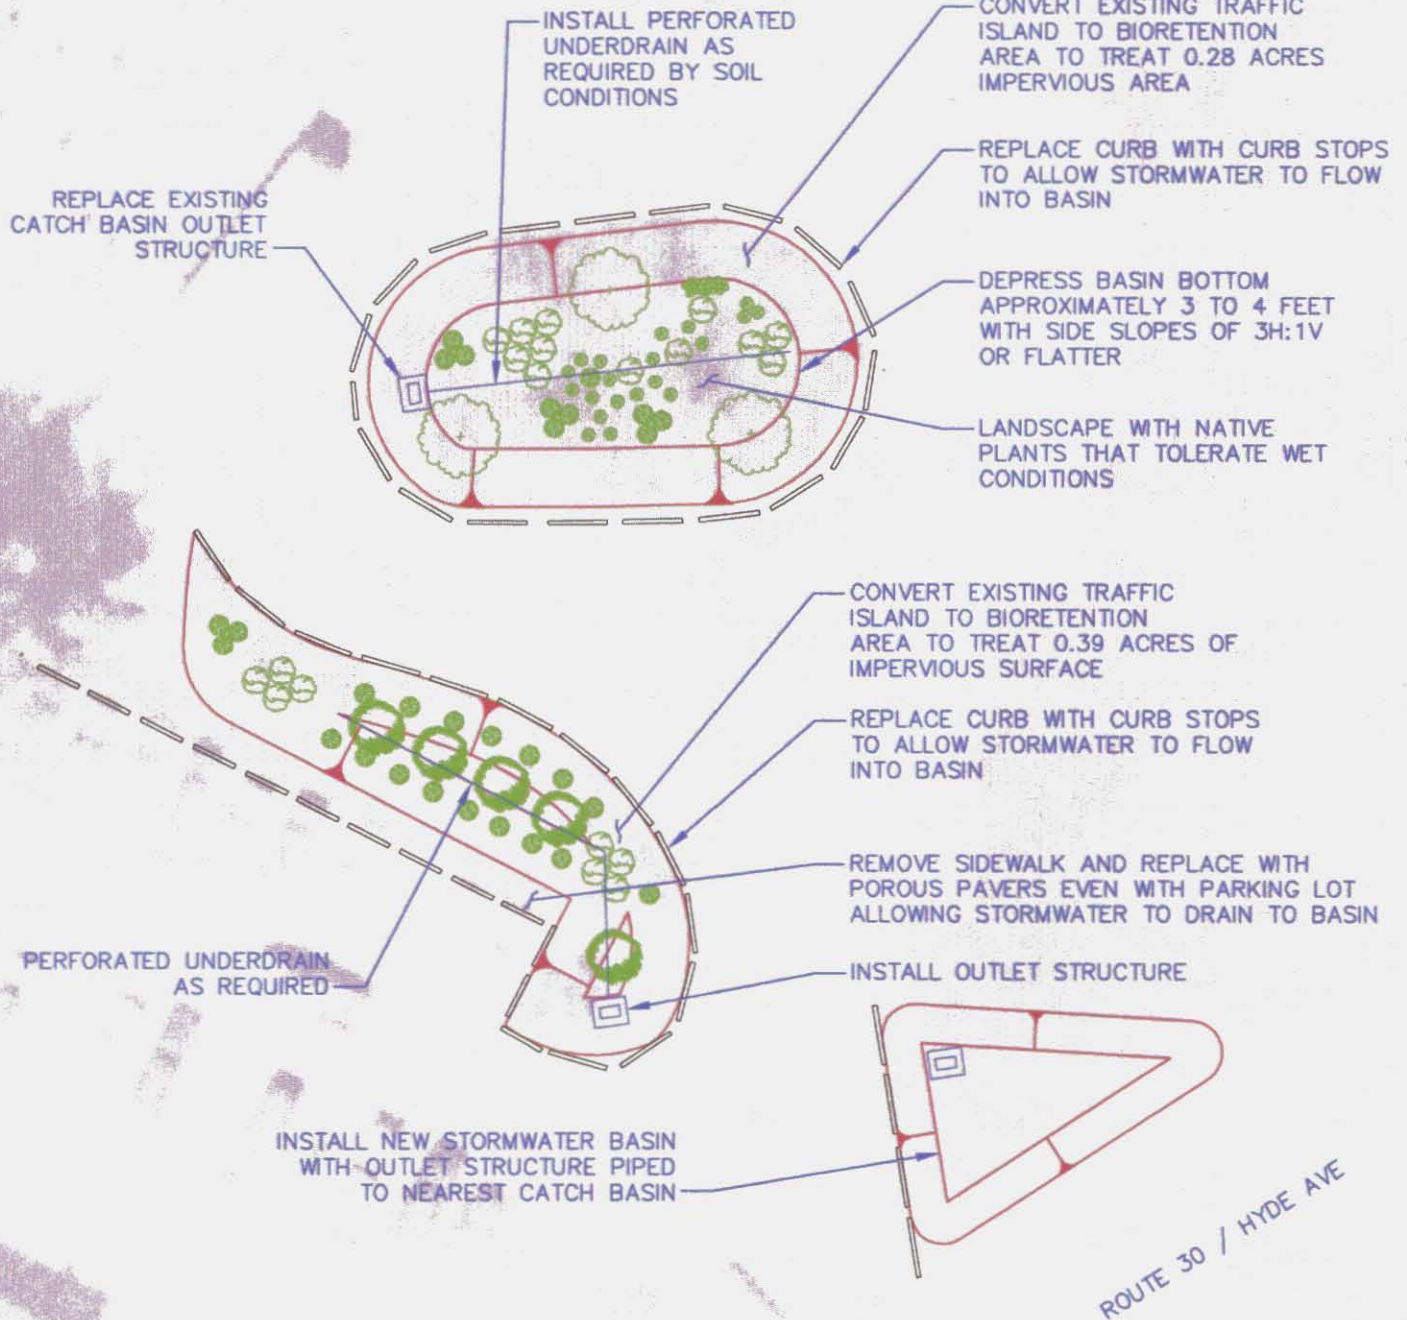 INSTALL PERFORATED
UNDERDRAIN AS
REQUIRED BY SOIL
CONDITIONS
CONVERT EXISTING TRAFFIC
ISLAND TO BIORETENTION
AREA TO TREAT 0.28 ACRES
IMPERVIOUS AREA
REPLACE CURB WITH CURB STOPS
TO ALLOW STORMWATER TO FLOW
INTO BASIN
REPLACE EXISTING
CATCH BASIN OUTLET
STRUCTURE
DEPRESS BASIN BOTTOM
APPROXIMATELY 3 TO 4 FEET
WITH SIDE SLOPES OF 3H:1V
OR FLATTER
LANDSCAPE WITH NATIVE
PLANTS THAT TOLERATE WET
CONDITIONS
CONVERT EXISTING TRAFFIC
ISLAND TO BIORETENTION
AREA TO TREAT 0.39 ACRES OF
IMPERVIOUS SURFACE
REPLACE CURB WITH CURB STOPS
TO ALLOW STORMWATER TO FLOW
INTO BASIN
REMOVE SIDEWALK AND REPLACE WITH
POROUS PAVERS EVEN WITH PARKING LOT
ALLOWING STORMWATER TO DRAIN TO BASIN
PERFORATED UNDERDRAIN
AS REQUIRED
INSTALL OUTLET STRUCTURE
INSTALL NEW STORMWATER BASIN
WITH OUTLET STRUCTURE PIPED
TO NEAREST CATCH BASIN
ROUTE 30 / HYDE AVE